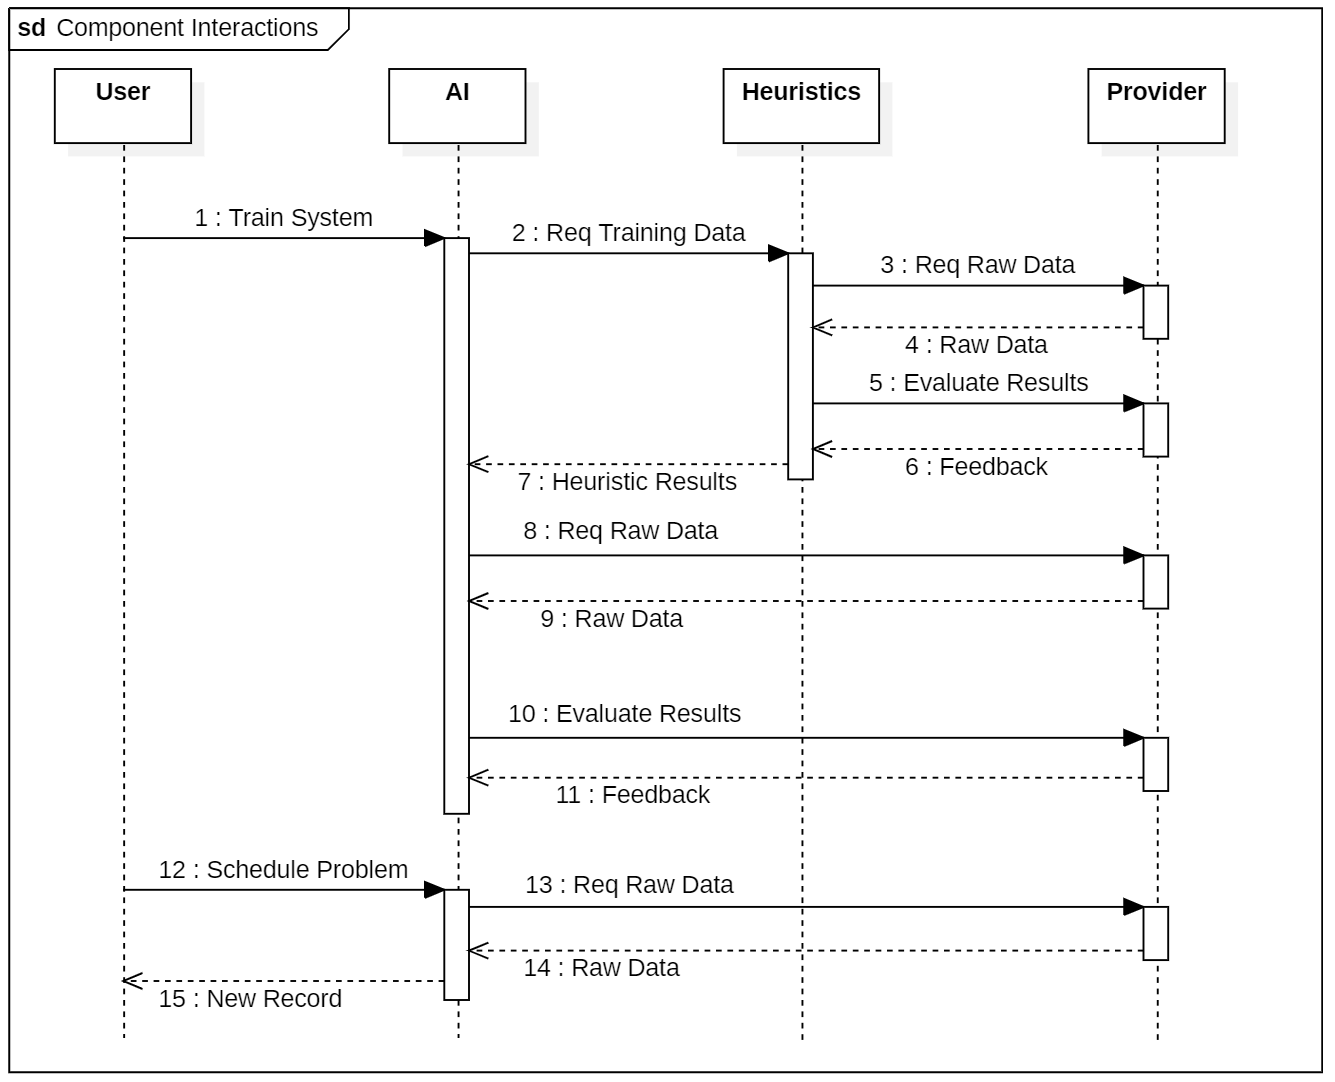 sd Component Interactions
User
AI
Heuristics
Provider
1 : Train System
2 : Req Training Data
3 : Req Raw Data
4 : Raw Data
5 : Evaluate Results
6 : Feedback
7 : Heuristic Results
8 : Req Raw Data
9 : Raw Data
10 : Evaluate Results
11 : Feedback
12 : Schedule Problem
13 : Req Raw Data
14 : Raw Data
15 : New Record